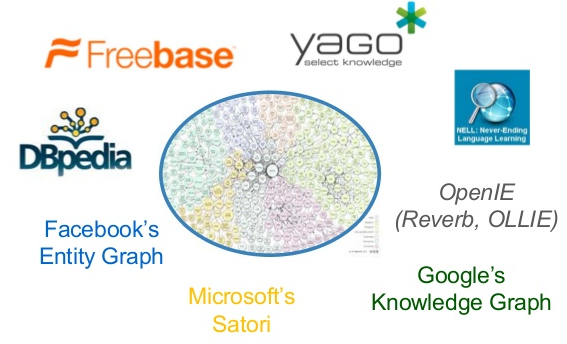 Freebase
yago
select knowledge
DBpedia
NELL: Never-Ending
Language Learning
OpenIE
(Reverb, OLLIE)
Facebook's
Entity Graph
Google's
Knowledge Graph
Microsoft's
Satori